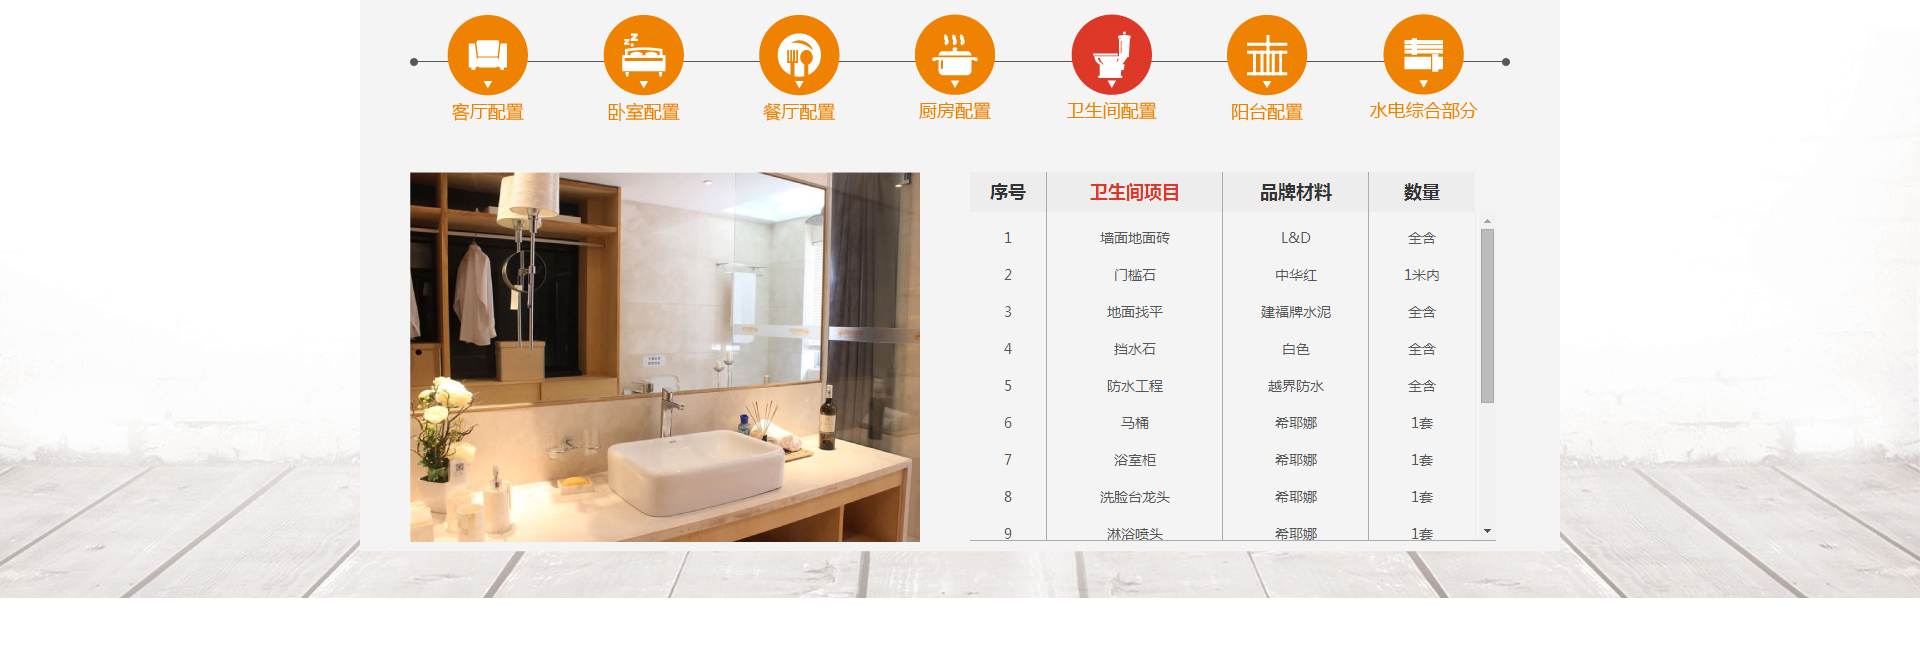 客厅配置 卧室配置 餐厅配置 厨房配置 卫生间配置 阳台配置 水电综合部分
序号 卫生间项目 品牌材料 数量
1 墙面地面砖 L&D 全含
2 门槛石 中华红 1米内
3 地面找平 建福牌水泥 全含
4 挡水石 白色 全含
5 防水工程 越界防水 全含
6 马桶 希耶娜 1套
7 浴室柜 希耶娜 1套
8 洗脸台龙头 希耶娜 1套
9 淋浴喷头 希耶娜 1套